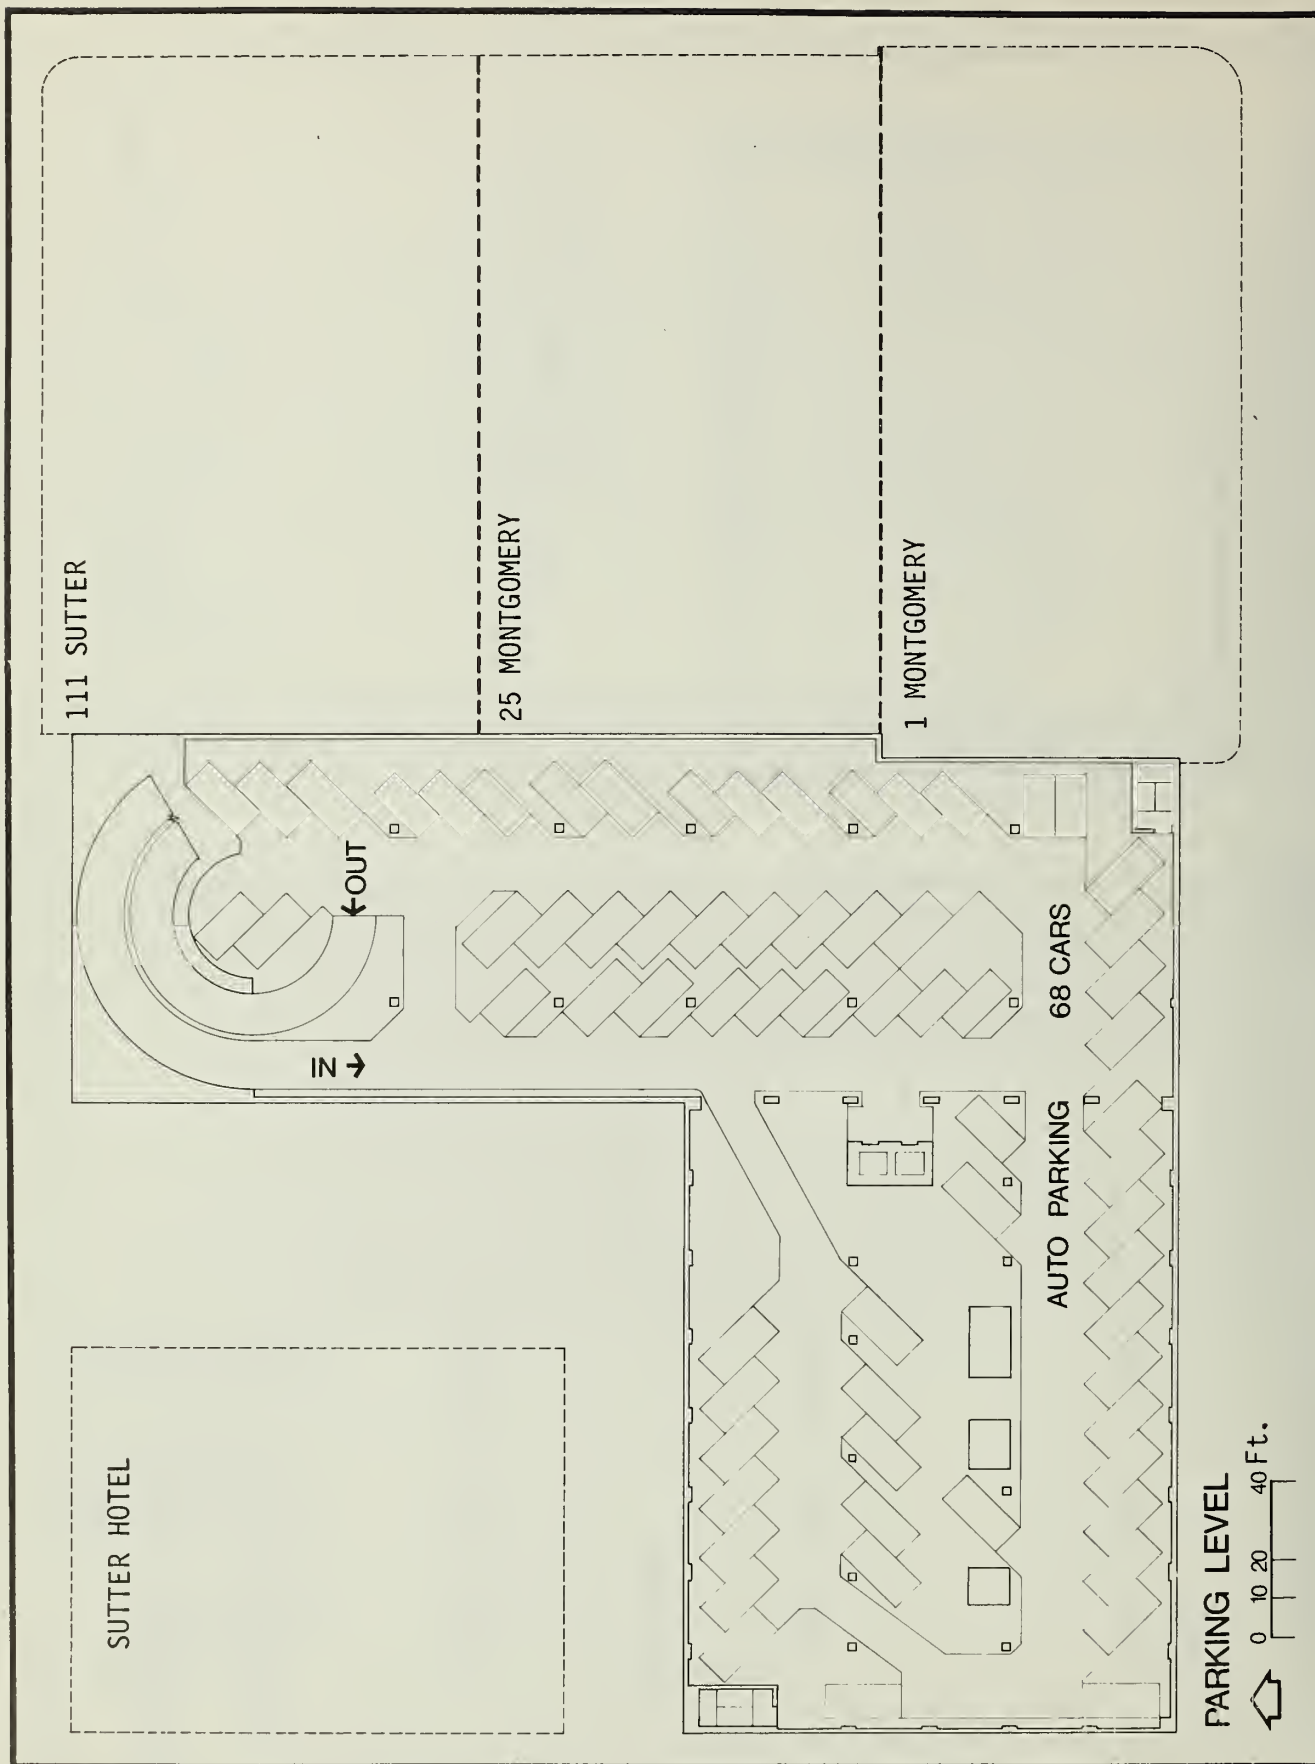 111 SUTTER
25 MONTGOMERY
1 MONTGOMERY
SUTTER HOTEL
OUT
IN
68 CARS
AUTO PARKING
PARKING LEVEL
0 10 20 40 Ft.